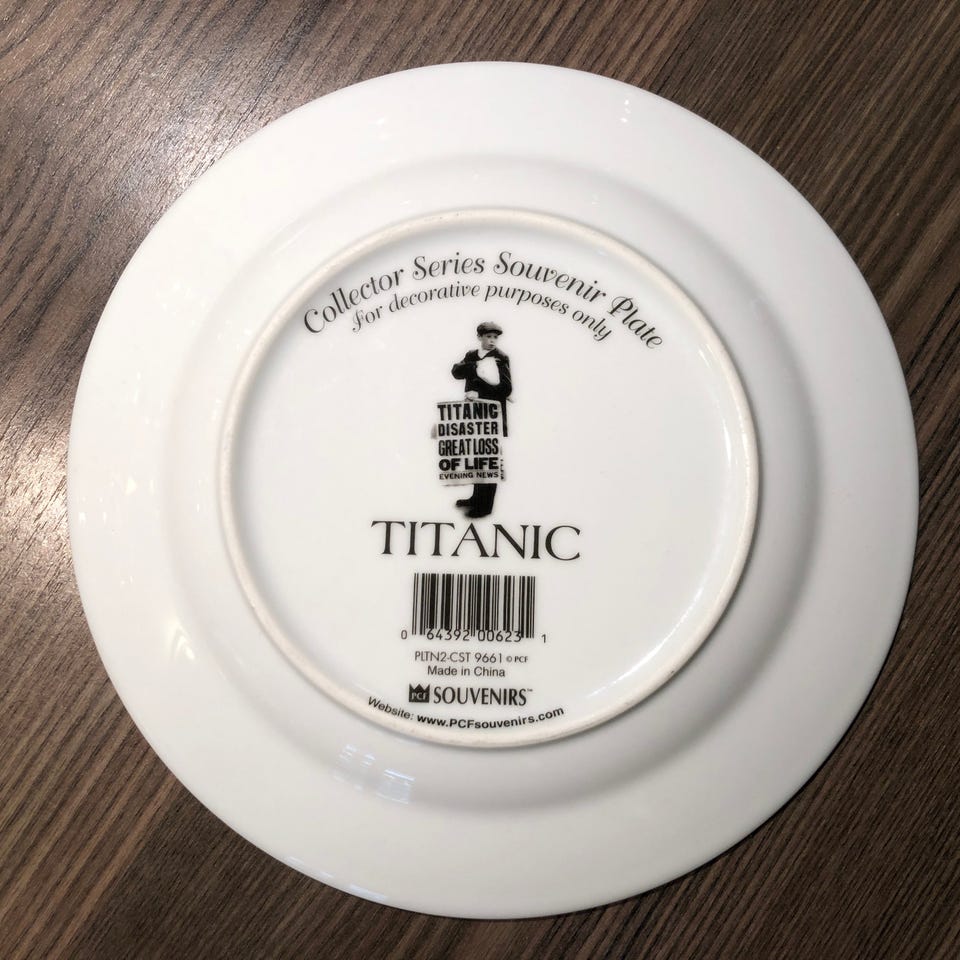 Collector Series Souvenir Plate
For decorative purposes only
TITANIC
DISASTER
GREAT LOSS
OF LIFE
EVENING NEWS
TITANIC
0 64392 00623 1
PLTN2-CST 9661 © PCF
Made in China
PCF SOUVENIRS™
Website: www.PCFsouvenirs.com